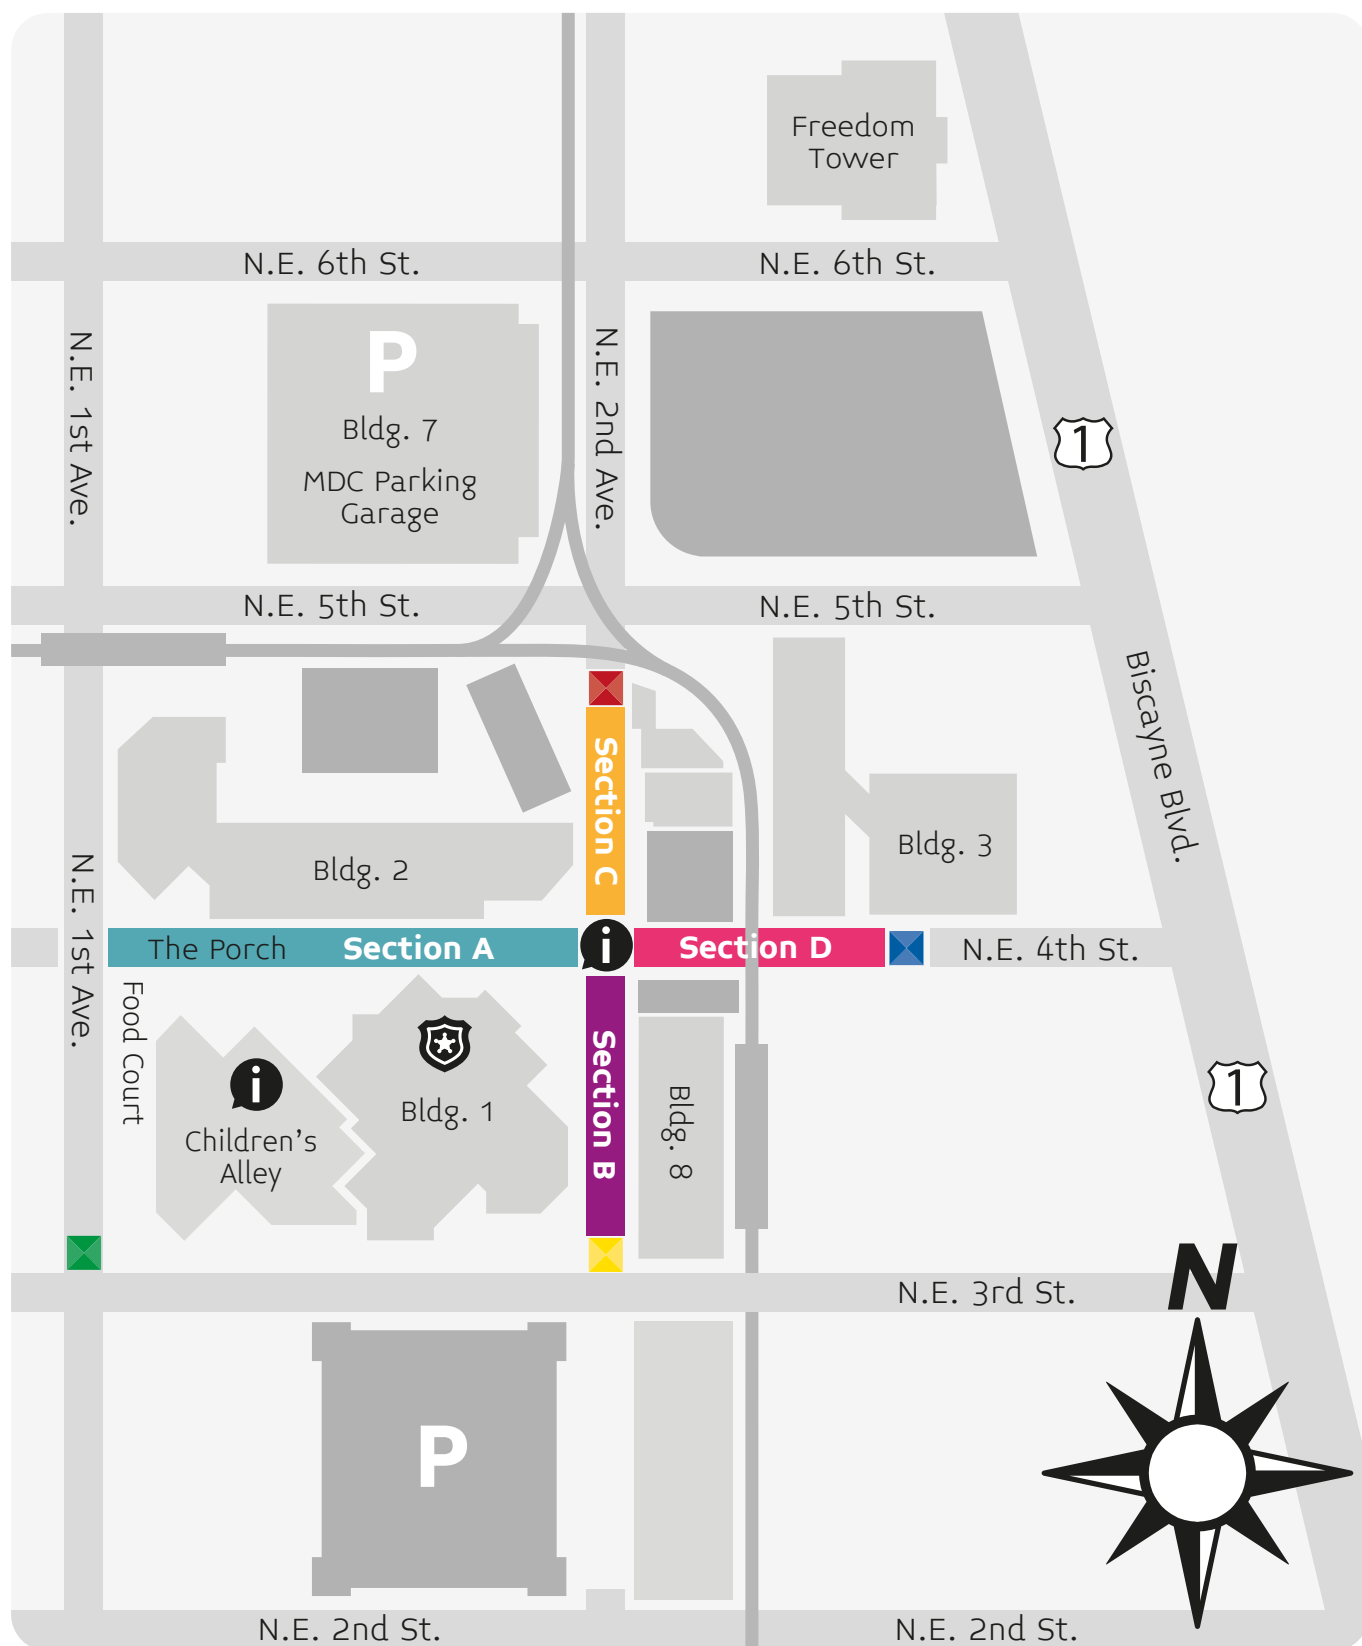 Freedom
Tower
N.E. 6th St.
N.E. 6th St.
N.E. 1st Ave.
P
Bldg. 7
MDC Parking
Garage
N.E. 2nd Ave.
1
N.E. 5th St.
N.E. 5th St.
Biscayne Blvd.
Section C
Bldg. 3
Bldg. 2
N.E. 1st Ave.
The Porch
Section A
i
Section D
N.E. 4th St.
Food Court
i
Children's
Alley
Bldg. 1
Section B
Bldg. 8
1
N.E. 3rd St.
N
P
N.E. 2nd St.
N.E. 2nd St.